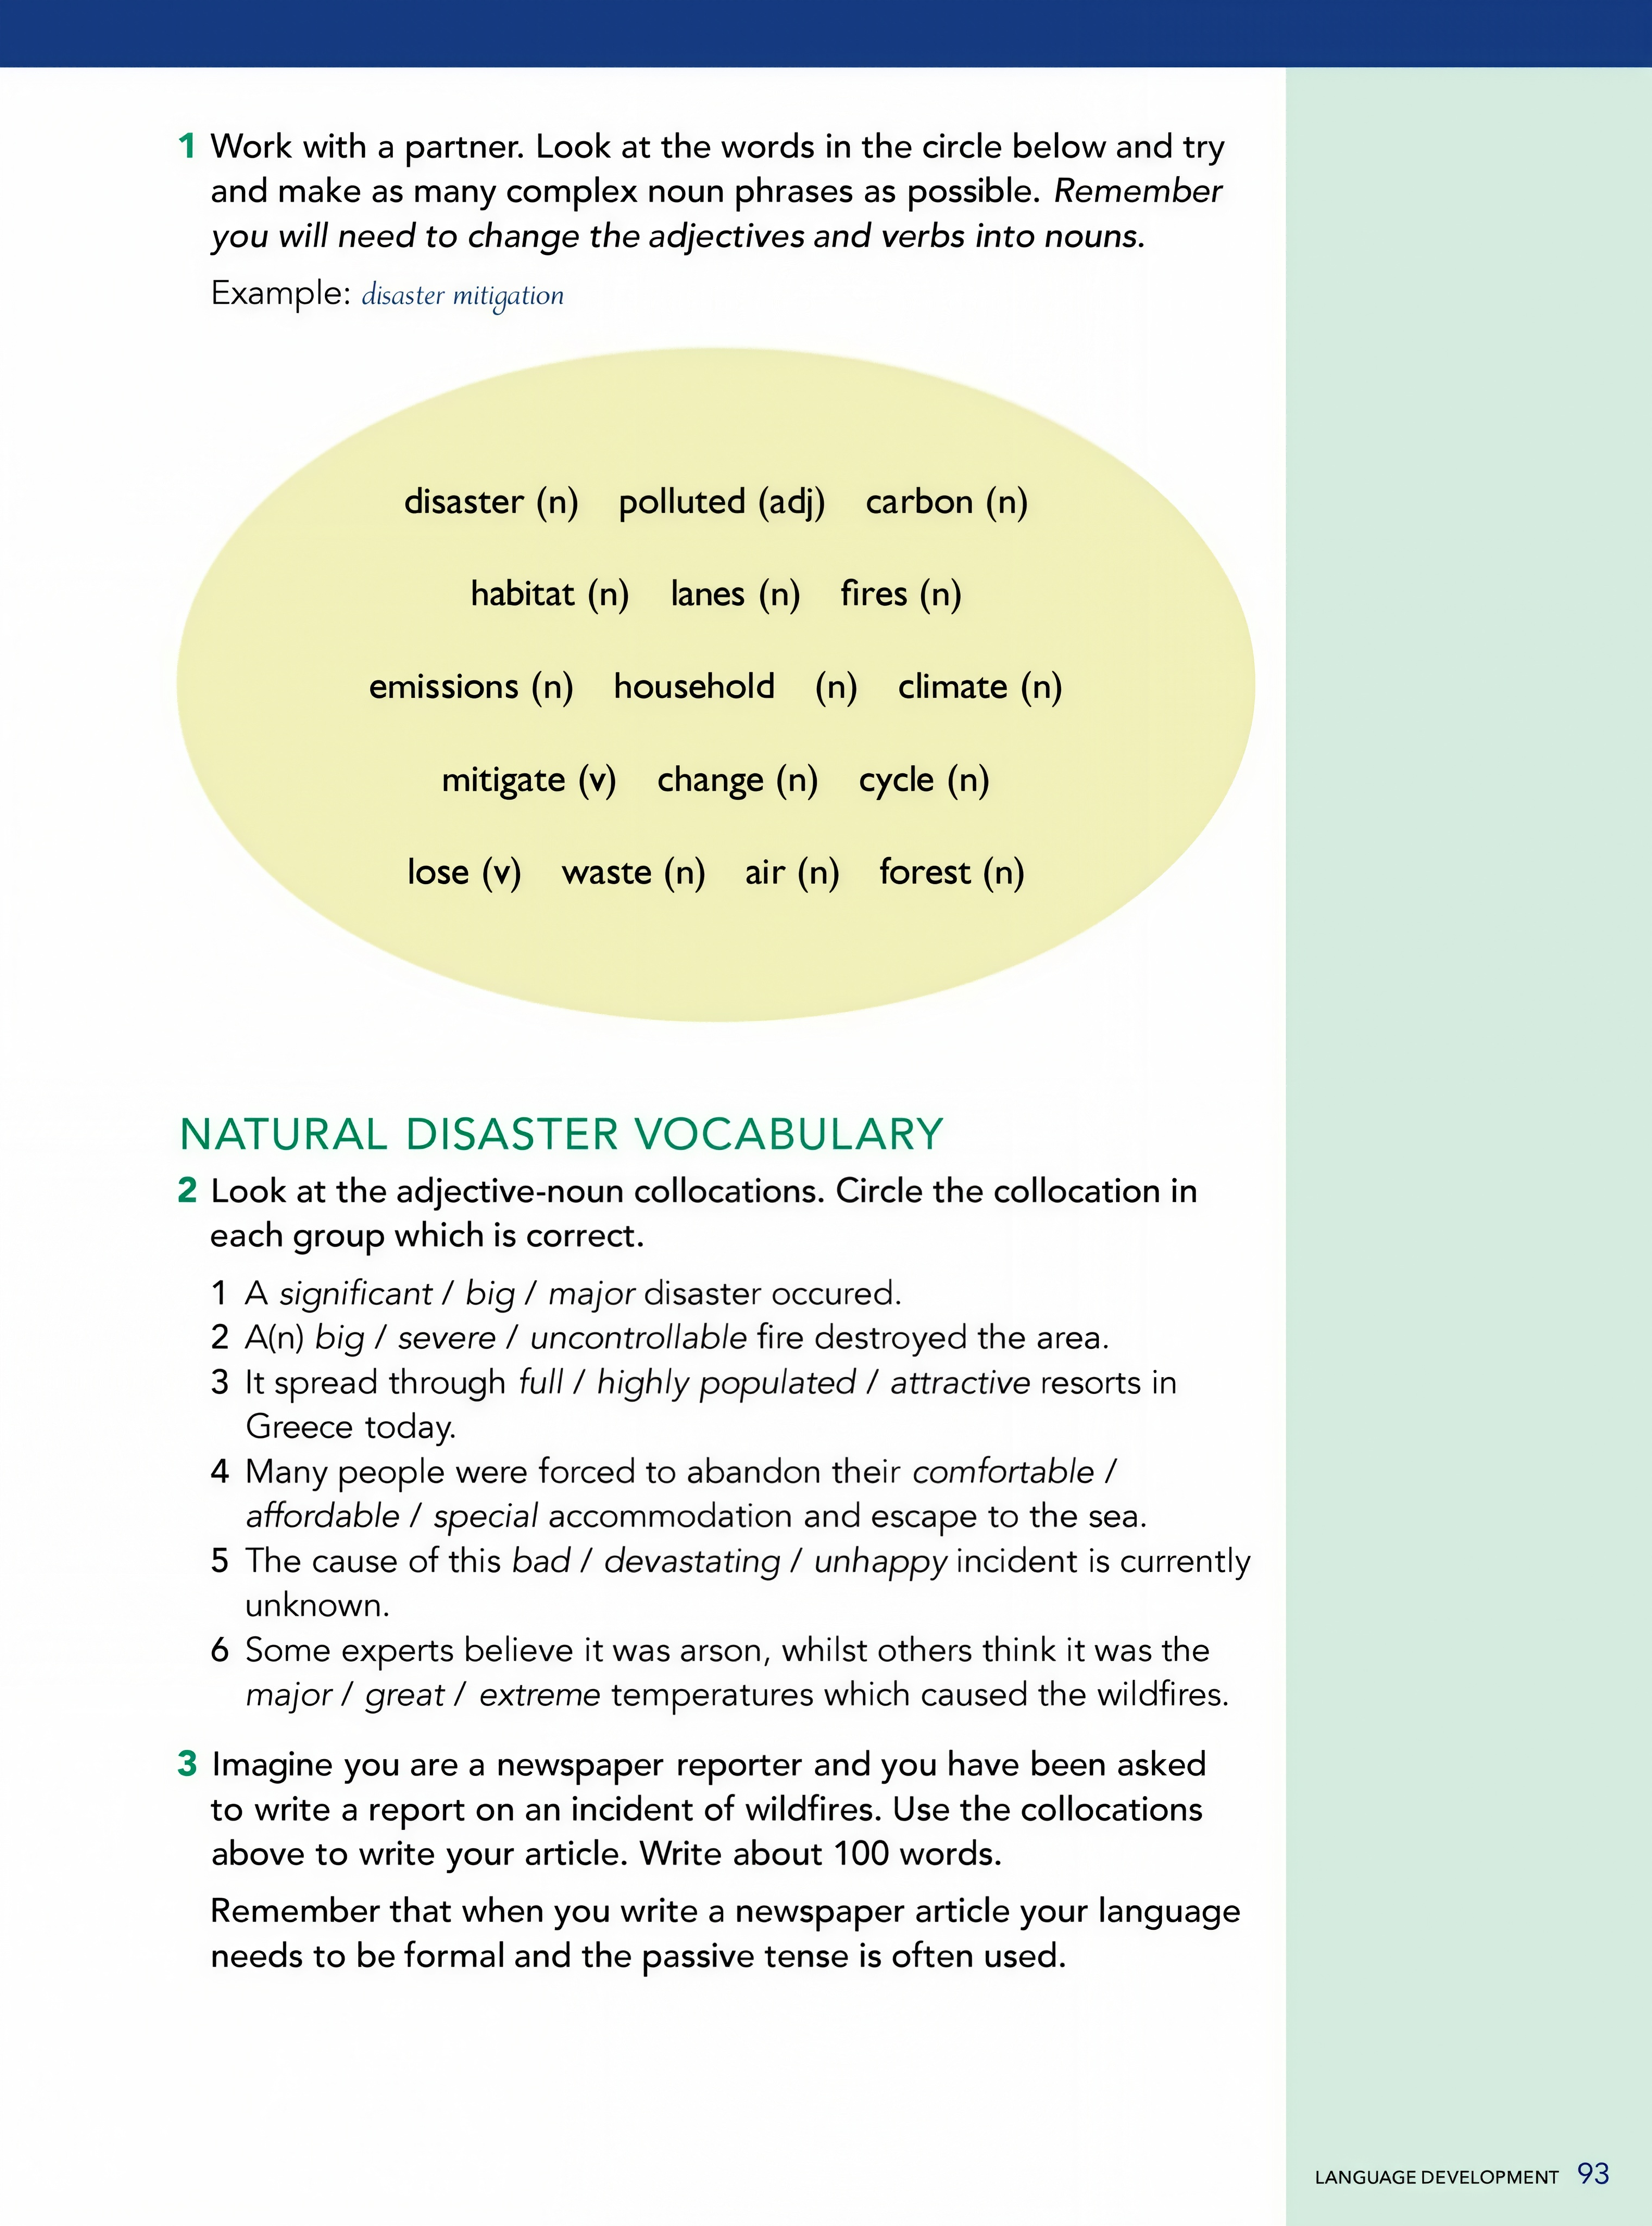 1 Work with a partner. Look at the words in the circle below and try
and make as many complex noun phrases as possible. Remember
you will need to change the adjectives and verbs into nouns.
Example: disaster mitigation
disaster (n) polluted (adj) carbon (n)
habitat (n) lanes (n) fires (n)
emissions (n) household (n) climate (n)
mitigate (v) change (n) cycle (n)
lose (v) waste (n) air (n) forest (n)
NATURAL DISASTER VOCABULARY
2 Look at the adjective-noun collocations. Circle the collocation in
each group which is correct.
1 A significant / big / major disaster occured.
2 A(n) big / severe / uncontrollable fire destroyed the area.
3 It spread through full / highly populated / attractive resorts in
Greece today.
4 Many people were forced to abandon their comfortable /
affordable / special accommodation and escape to the sea.
5 The cause of this bad / devastating / unhappy incident is currently
unknown.
6 Some experts believe it was arson, whilst others think it was the
major / great / extreme temperatures which caused the wildfires.
3 Imagine you are a newspaper reporter and you have been asked
to write a report on an incident of wildfires. Use the collocations
above to write your article. Write about 100 words.
Remember that when you write a newspaper article your language
needs to be formal and the passive tense is often used.
LANGUAGE DEVELOPMENT 93